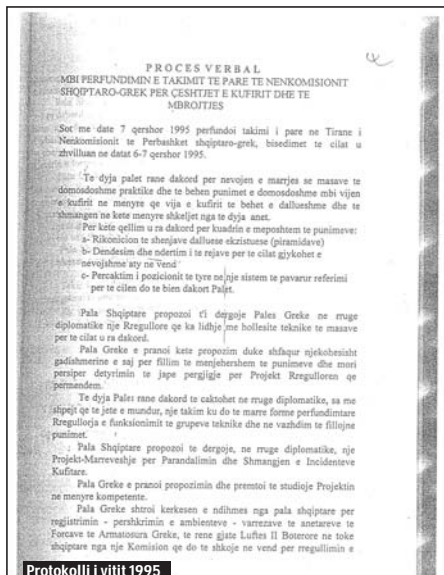 PROCES VERBAL
MBI PERFUNDIMIN E TAKIMIT TE PARE TE NENKOMISIONIT
SHQIPTARO-GREK PER ÇESHTJET E KUFIRIT DHE TE
MBROJTJES
Sot me date 7 qershor 1995 perfundoi takimi i pare ne Tirane i
Nenkomisionit te Perbashket shqiptaro-grek, bisedimet te cilat u
zhvilluan ne datat 6-7 qershor 1995.
Te dyja palet rane dakord per nevojen e marrjes se masave te
domosdoshme praktike dhe te behen punimet e domosdoshme mbi vijen
e kufirit ne menyre qe vija e kufirit te behet e dallueshme dhe te
shmangen ne kete menyre shkeljet nga te dyja anet.
Per kete qellim u ra dakord per kuadrin e meposhtem te punimeve:
a- Rikonicion te shenjave dalluese ekzistuese (piramidave)
b- Dendesim dhe ndertim i te rejave per te cilat gjykohet e
nevojshme aty ne vend
c- Percaktim i pozicionit te tyre ne nje sistem te pavarur referimi
per te cilen do te bien dakort Palet.
Pala Shqiptare propozoi t'i dergoje Pales Greke ne rruge
diplomatike nje Rregullore qe ka lidhje me hollesite teknike te masave
per te cilat u ra dakord.
Pala Greke e pranoi kete propozim duke shfaqur njekohesisht
gadishmerine e saj per fillim te menjehershem te punimeve dhe mori
persiper detyrimin te jape pergjigje per Projekt Rregulloren qe
permendem.
Te dyja Palet rane dakord te caktohet ne rruge diplomatike, sa me
shpejt qe te jete e mundur, nje takim ku do te marre forme perfundimtare
Rregullorja e funksionimit te grupeve teknike dhe ne vazhdim te fillojne
punimet.
Pala Shqiptare propozoi te dergoje, ne rruge diplomatike, nje
Projekt-Marreveshje per Parandalimin dhe Shmangjen e Incidenteve
Kufitare.
Pala Greke e pranoi propozimin dhe premtoi te studioje Projektin
ne menyre kompetente.
Pala Greke shtroi kerkesen e ndihmes nga pala shqiptare per
regjistrimin - pershkrimin e ambienteve - varrezave te anetareve te
Forcave te Armatosura Greke, te rene gjate Luftes II Boterore ne toke
shqiptare nga nje Komision qe do te shkoje ne vend per rregullimin e
Protokolli i vitit 1995